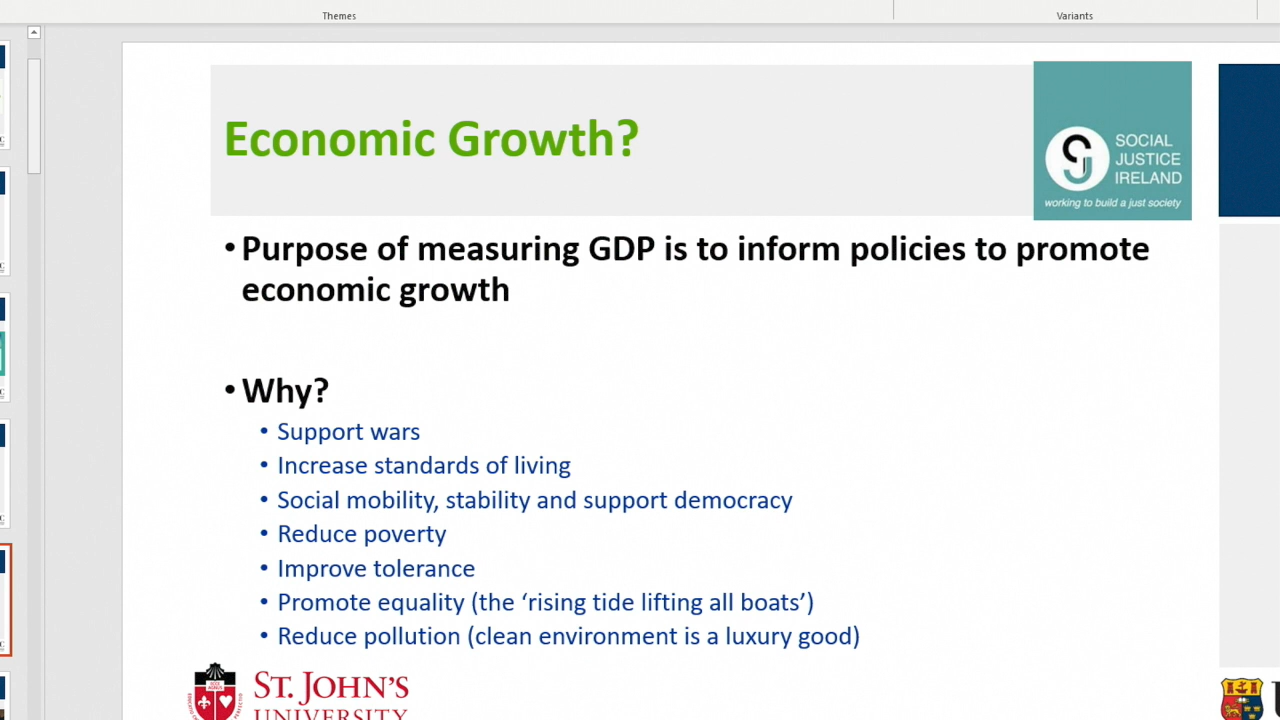 Themes
Variants
Economic Growth?
SOCIAL
JUSTICE
IRELAND
working to build a just society
• Purpose of measuring GDP is to inform policies to promote
economic growth
• Why?
• Support wars
• Increase standards of living
• Social mobility, stability and support democracy
• Reduce poverty
• Improve tolerance
• Promote equality (the ‘rising tide lifting all boats’)
• Reduce pollution (clean environment is a luxury good)
ST. JOHN'S
UNIVERSITY